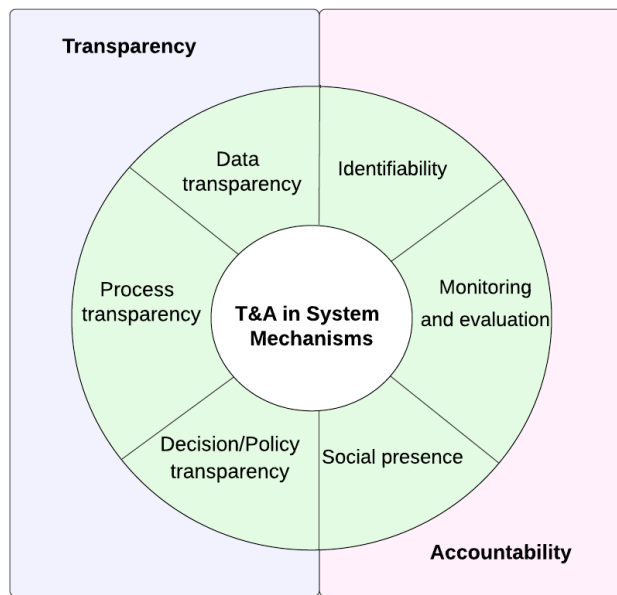 Transparency
Data
transparency
Identifiability
Process
transparency
Monitoring
and evaluation
T&A in System
Mechanisms
Decision/Policy
transparency
Social presence
Accountability